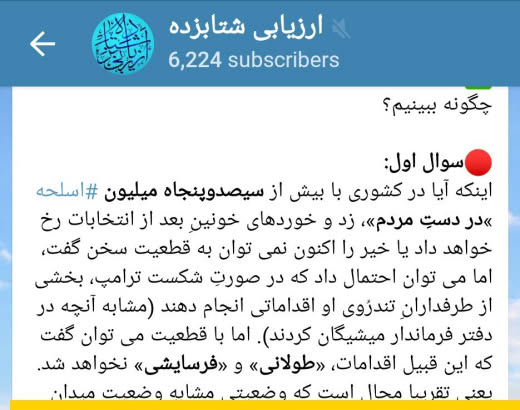 ارزیابی شتابزده
6,224 subscribers
چگونه ببینیم؟
سوال اول:
اینکه آیا در کشوری با بیش از سیصدوپنجاه میلیون #اسلحه
»در دستِ مردم«، زد و خوردهای خونینِ بعد از انتخابات رخ
خواهد داد یا خیر را اکنون نمی توان به قطعیت سخن گفت،
اما می توان احتمال داد که در صورتِ شکست ترامپ، بخشی
از طرفدارانِ تندرُوی او اقداماتی انجام دهند (مشابه آنچه در
دفتر فرماندار میشیگان کردند). اما با قطعیت می توان گفت
که این قبیل اقدامات، «طولانی» و «فرسایشی» نخواهد شد.
یعنی تقریبا محال است که وضعیتی مشابه وضعیت میدان